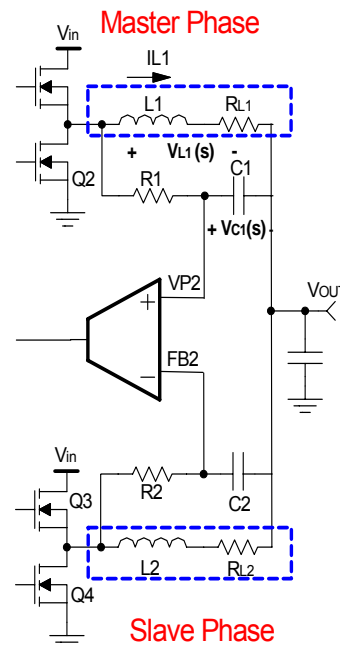 Master Phase
Vin
IL1
L1
RL1
+ VL1(s) -
Q2
R1
C1
+ VC1(s) -
VP2
+
VOUT
FB2
−
Vin
Q3
R2
C2
Q4
L2
RL2
Slave Phase